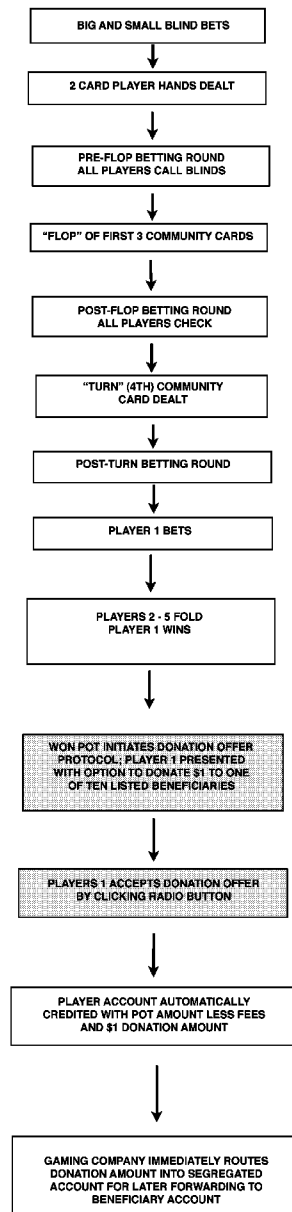 BIG AND SMALL BLIND BETS
2 CARD PLAYER HANDS DEALT
PRE-FLOP BETTING ROUND
ALL PLAYERS CALL BLINDS
“FLOP” OF FIRST 3 COMMUNITY CARDS
POST-FLOP BETTING ROUND
ALL PLAYERS CHECK
“TURN” (4TH) COMMUNITY
CARD DEALT
POST-TURN BETTING ROUND
PLAYER 1 BETS
PLAYERS 2 - 5 FOLD
PLAYER 1 WINS
WON POT INITIATES DONATION OFFER
PROTOCOL; PLAYER 1 PRESENTED
WITH OPTION TO DONATE $1 TO ONE
OF TEN LISTED BENEFICIARIES
PLAYERS 1 ACCEPTS DONATION OFFER
BY CLICKING RADIO BUTTON
PLAYER ACCOUNT AUTOMATICALLY
CREDITED WITH POT AMOUNT LESS FEES
AND $1 DONATION AMOUNT
GAMING COMPANY IMMEDIATELY ROUTES
DONATION AMOUNT INTO SEGREGATED
ACCOUNT FOR LATER FORWARDING TO
BENEFICIARY ACCOUNT